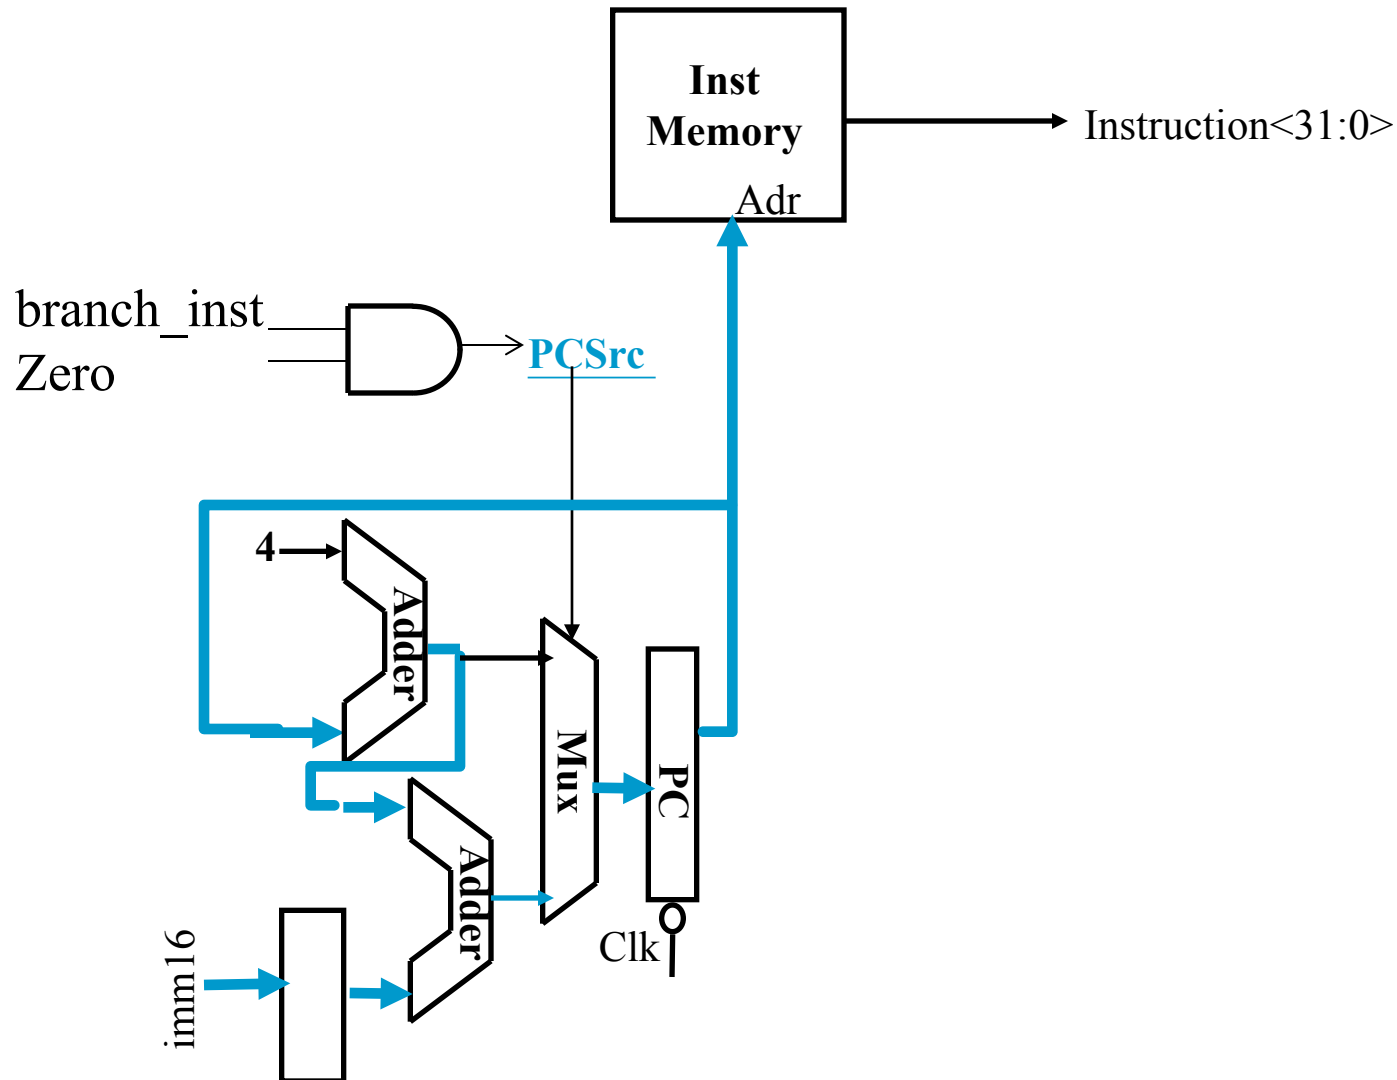 Inst
Memory
Adr
Instruction<31:0>
branch_inst
Zero
PCSrc
4
Adder
Mux
PC
Adder
Clk
imm16